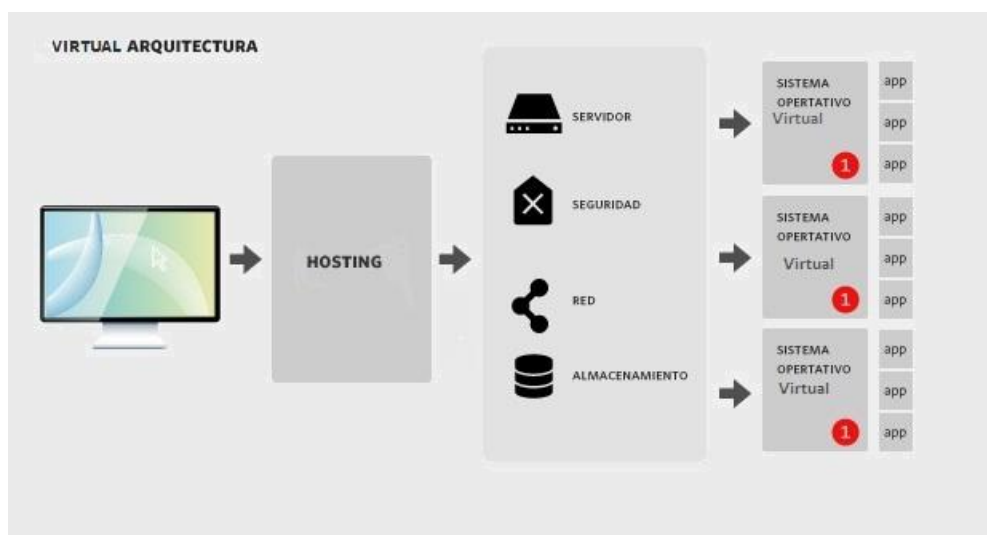 VIRTUAL ARQUITECTURA
HOSTING
SERVIDOR
SEGURIDAD
RED
ALMACENAMIENTO
SISTEMA
OPERTATIVO
Virtual
1
app
app
app
SISTEMA
OPERTATIVO
Virtual
1
app
app
app
SISTEMA
OPERTATIVO
Virtual
1
app
app
app